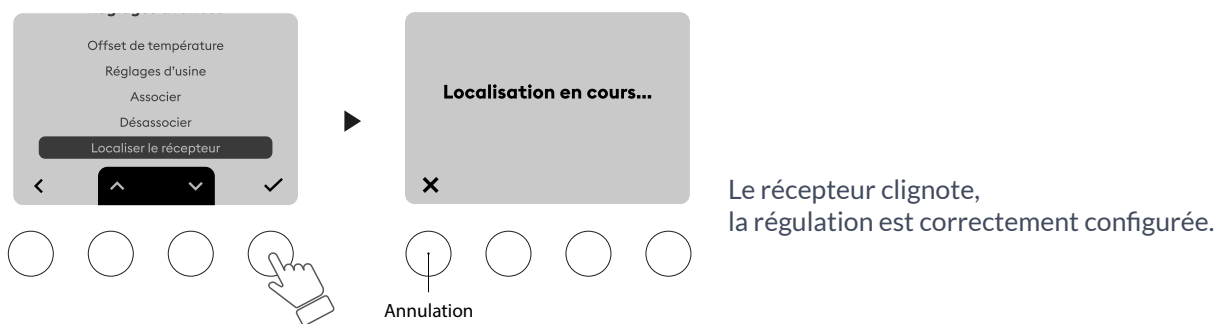 Offset de température
Réglages d'usine
Associer
Désassocier
Localiser le récepteur
Localisation en cours...
Annulation
Le récepteur clignote,
la régulation est correctement configurée.